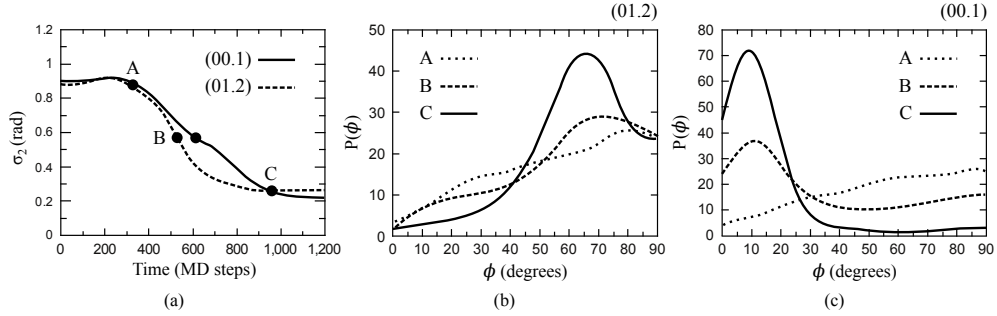 (01.2)
(00.1)
1.2
1
0.8
0.6
0.4
0.2
0
σ2 (rad)
A
B
C
(00.1)
(01.2)
0 200 400 600 800 1,000 1,200
Time (MD steps)
(a)
50
40
30
20
10
0
P(ϕ)
A
B
C
0 10 20 30 40 50 60 70 80 90
ϕ (degrees)
(b)
80
70
60
50
40
30
20
10
0
P(ϕ)
A
B
C
0 10 20 30 40 50 60 70 80 90
ϕ (degrees)
(c)